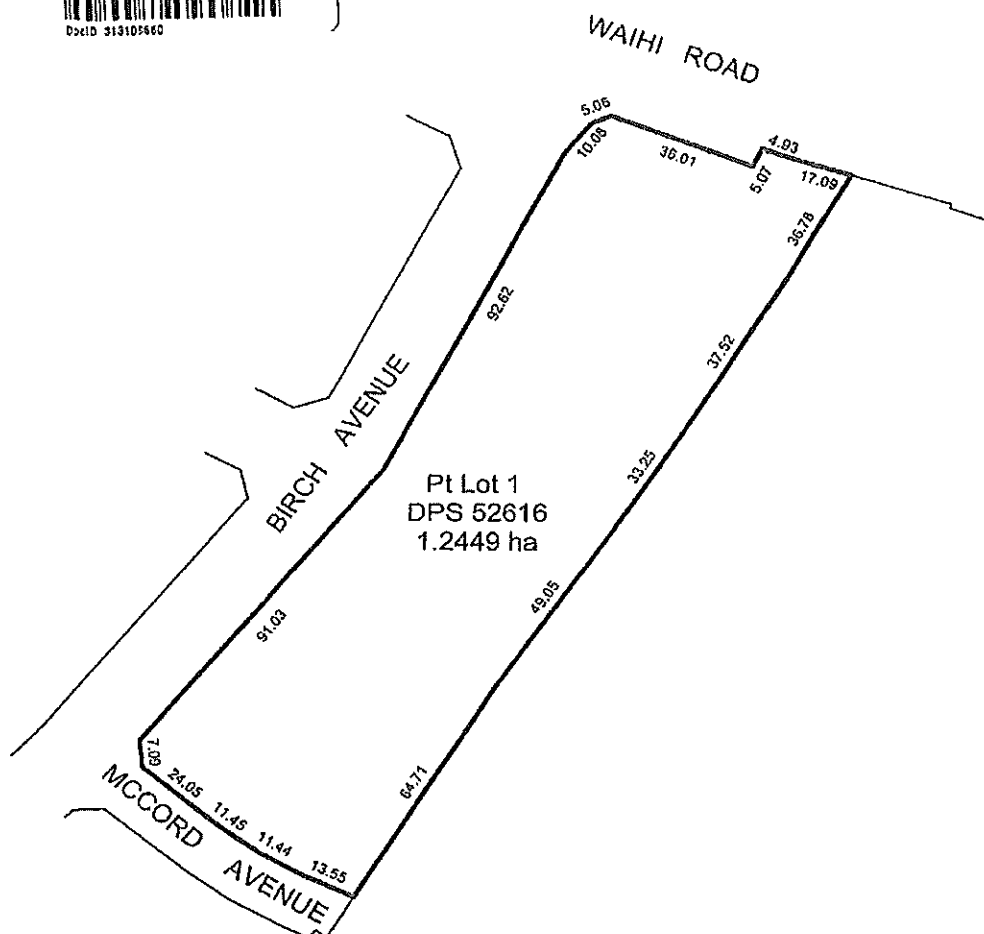 DocID 313105660
WAIHI ROAD
5.06
10.08
36.01
4.93
5.07
17.09
36.78
92.62
37.52
BIRCH AVENUE
33.25
Pt Lot 1
DPS 52616
1.2449 ha
49.05
91.03
7.09
64.71
24.05
11.45
11.44
13.55
MCCORD AVENUE